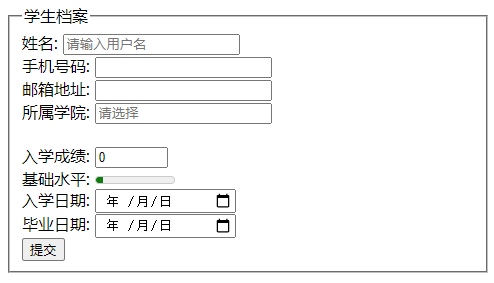 学生档案
姓名: 请输入用户名
手机号码:
邮箱地址:
所属学院: 请选择
入学成绩: 0
基础水平:
入学日期: 年 /月/日
毕业日期: 年 /月/日
提交